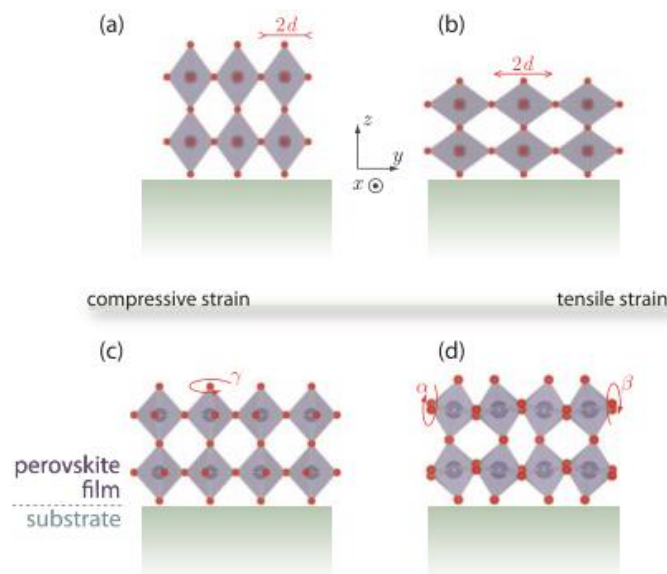 (a)
2d
(b)
2d
z
y
x
compressive strain
tensile strain
(c)
γ
(d)
α
β
perovskite
film
substrate